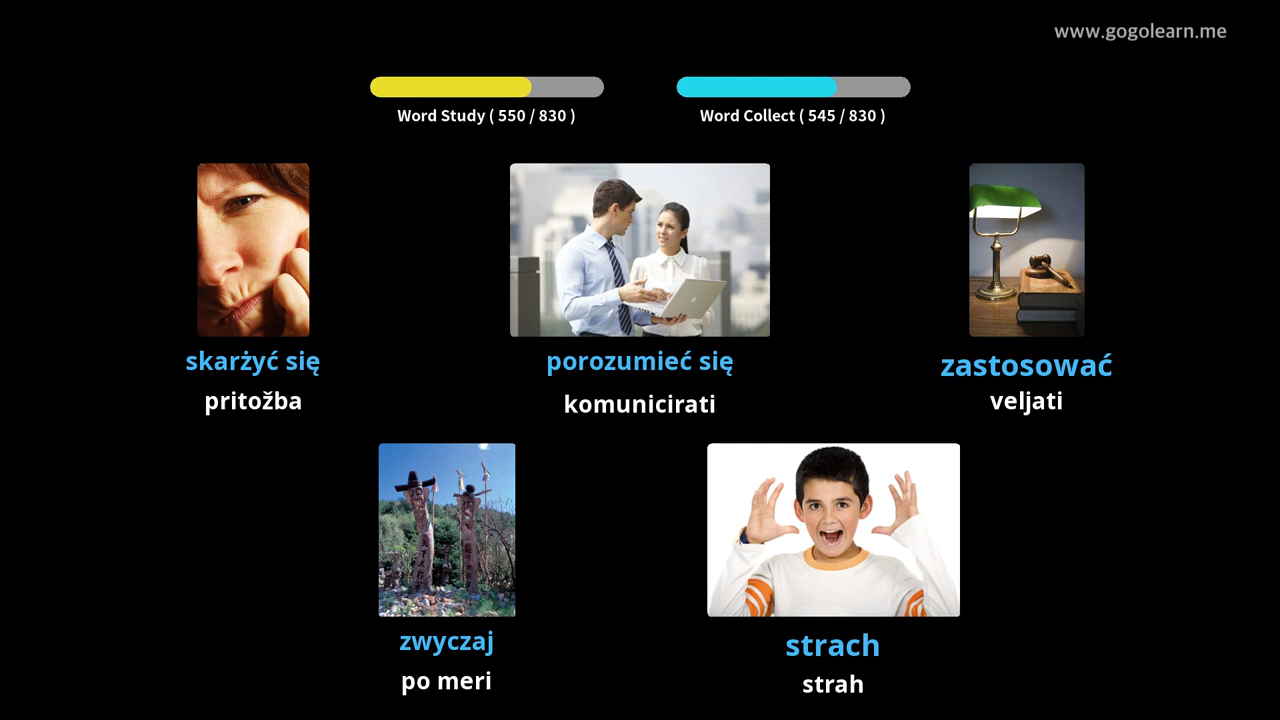 www.gogolearn.me
Word Study ( 550 / 830 )
Word Collect ( 545 / 830 )
skarżyć się
pritožba
porozumieć się
komunicirati
zastosować
veljati
zwyczaj
po meri
strach
strah